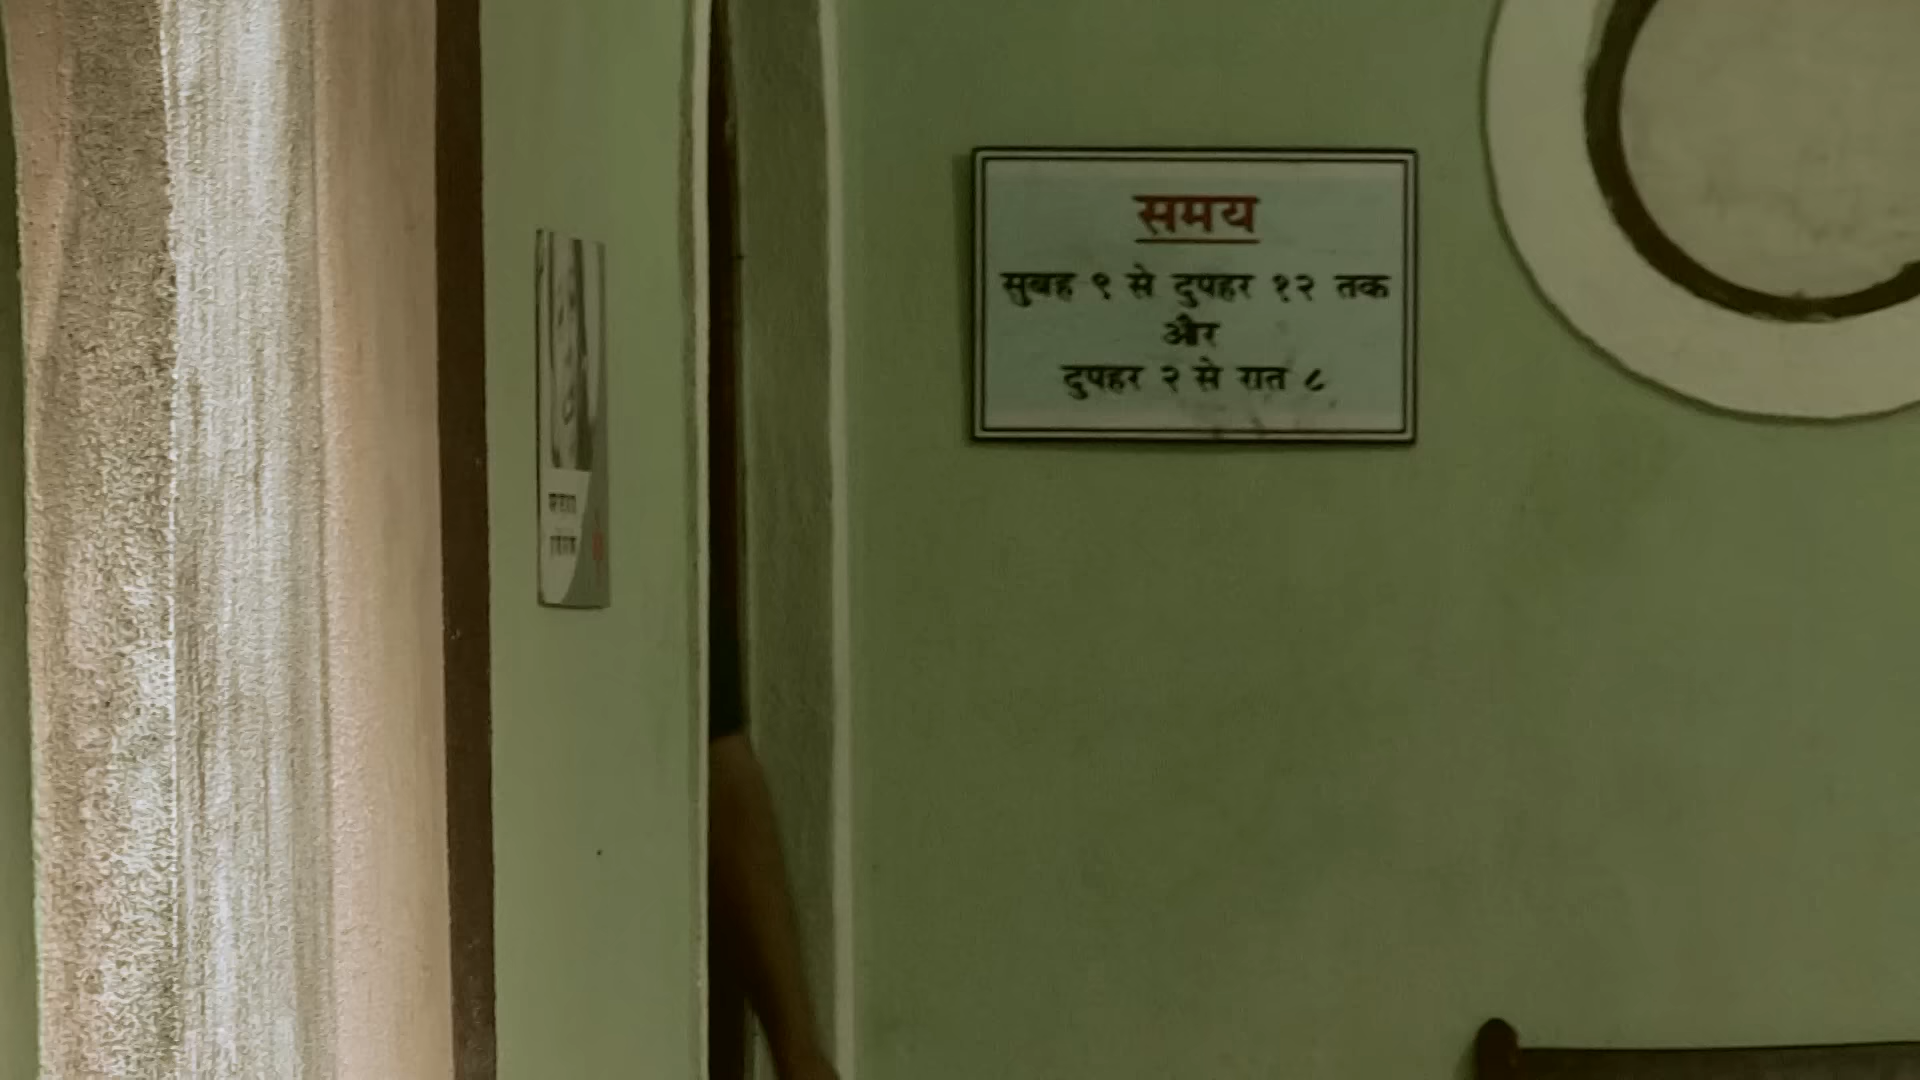 समय
सुबह ९ से दुपहर १२ तक
और
दुपहर २ से रात ८